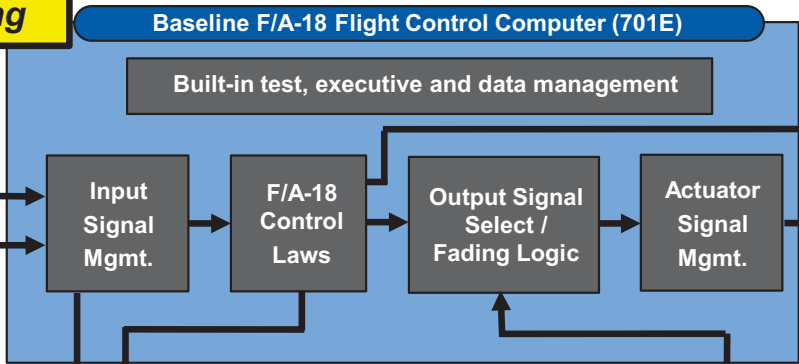 ng
Baseline F/A-18 Flight Control Computer (701E)
Built-in test, executive and data management
Input
Signal
Mgmt.
F/A-18
Control
Laws
Output Signal
Select /
Fading Logic
Actuator
Signal
Mgmt.